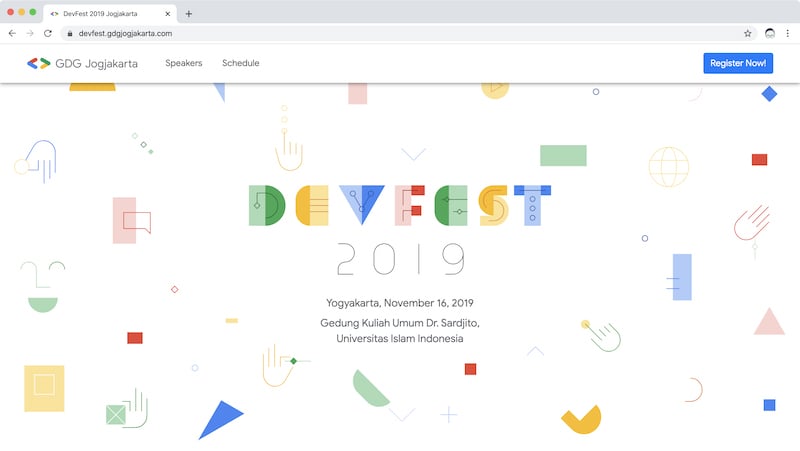 DevFest 2019 Jogjakarta
devfest.gdgjogjakarta.com
GDG Jogjakarta
Speakers
Schedule
Register Now!
DEVFEST
2019
Yogyakarta, November 16, 2019
Gedung Kuliah Umum Dr. Sardjito,
Universitas Islam Indonesia